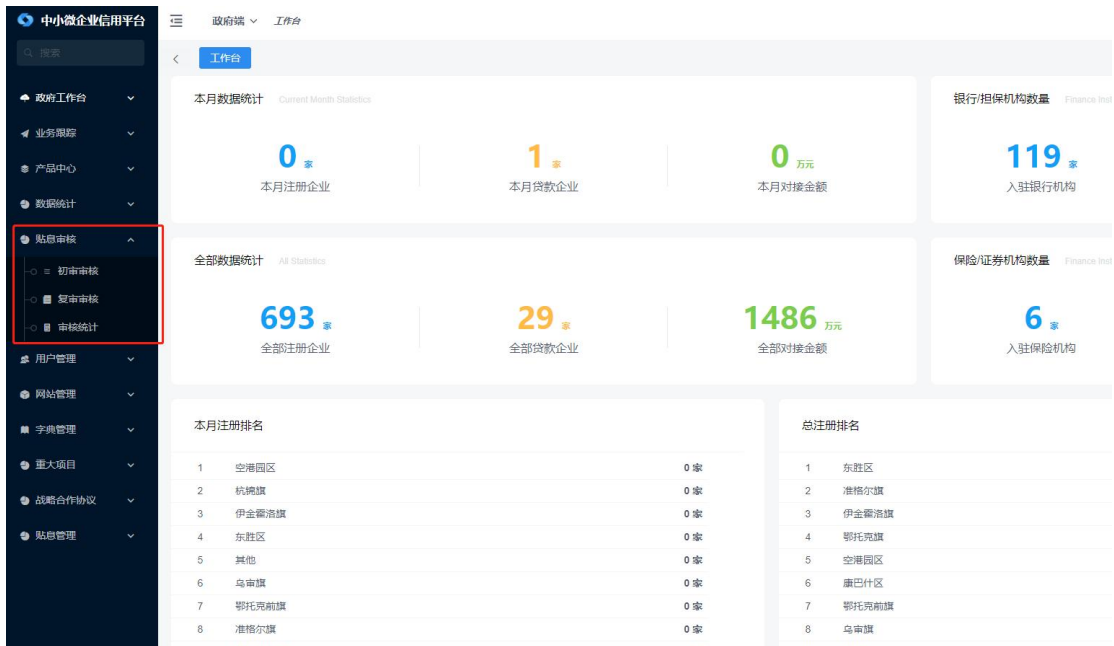 中小微企业信用平台
政府端
工作台
搜索
工作台
政府工作台
业务跟踪
产品中心
数据统计
贴息审核
初审审核
复审审核
审核统计
用户管理
网站管理
字典管理
重大项目
战略合作协议
贴息管理
本月数据统计 Current Month Statistics
0 家
本月注册企业
1 家
本月贷款企业
0 万元
本月对接金额
银行/担保机构数量 Finance Inst
119 家
入驻银行机构
全部数据统计 All Statistics
693 家
全部注册企业
29 家
全部贷款企业
1486 万元
全部对接金额
保险/证券机构数量 Finance Inst
6 家
入驻保险机构
本月注册排名
1 空港园区 0 家
2 杭锦旗 0 家
3 伊金霍洛旗 0 家
4 东胜区 0 家
5 其他 0 家
6 乌审旗 0 家
7 鄂托克前旗 0 家
8 准格尔旗 0 家
总注册排名
1 东胜区
2 准格尔旗
3 伊金霍洛旗
4 鄂托克旗
5 空港园区
6 康巴什区
7 鄂托克前旗
8 乌审旗